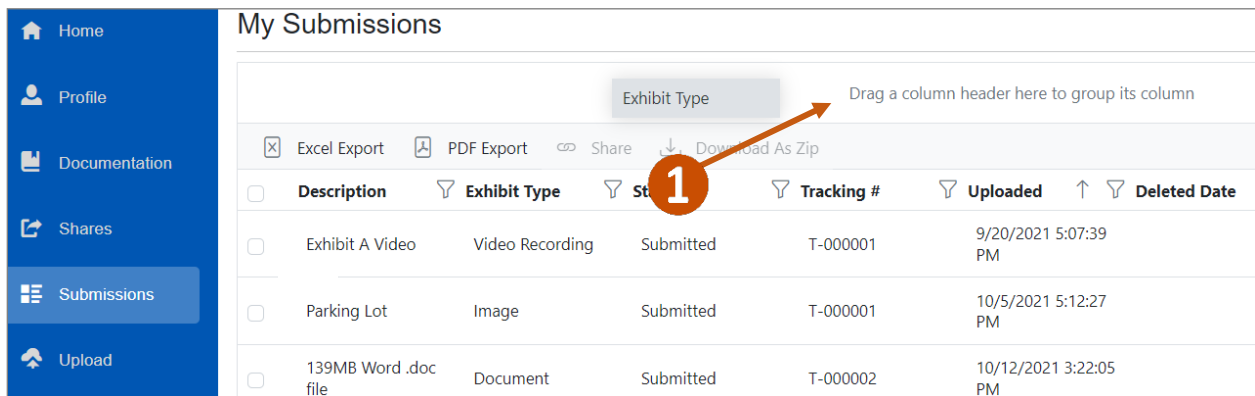 Home
Profile
Documentation
Shares
Submissions
Upload
My Submissions
Exhibit Type
Drag a column header here to group its column
Excel Export PDF Export Share Download As Zip
1
Description Exhibit Type Tracking # Uploaded Deleted Date
Exhibit A Video Video Recording Submitted T-000001 9/20/2021 5:07:39
PM
Parking Lot Image Submitted T-000001 10/5/2021 5:12:27
PM
139MB Word .doc
file Document Submitted T-000002 10/12/2021 3:22:05
PM